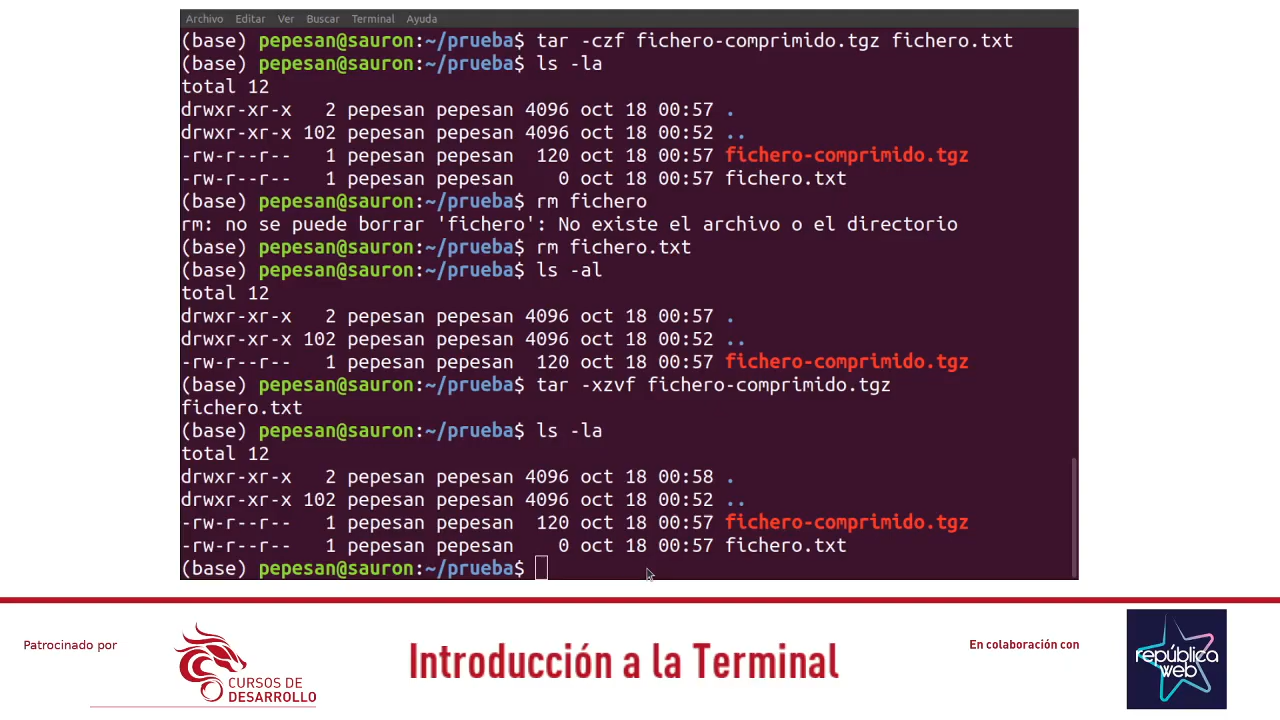 Archivo Editar Ver Buscar Terminal Ayuda
(base) pepesan@sauron:~/prueba$ tar -czf fichero-comprimido.tgz fichero.txt
(base) pepesan@sauron:~/prueba$ ls -la
total 12
drwxr-xr-x   2 pepesan pepesan 4096 oct 18 00:57 .
drwxr-xr-x 102 pepesan pepesan 4096 oct 18 00:52 ..
-rw-r--r--   1 pepesan pepesan  120 oct 18 00:57 fichero-comprimido.tgz
-rw-r--r--   1 pepesan pepesan    0 oct 18 00:57 fichero.txt
(base) pepesan@sauron:~/prueba$ rm fichero
rm: no se puede borrar 'fichero': No existe el archivo o el directorio
(base) pepesan@sauron:~/prueba$ rm fichero.txt
(base) pepesan@sauron:~/prueba$ ls -al
total 12
drwxr-xr-x   2 pepesan pepesan 4096 oct 18 00:57 .
drwxr-xr-x 102 pepesan pepesan 4096 oct 18 00:52 ..
-rw-r--r--   1 pepesan pepesan  120 oct 18 00:57 fichero-comprimido.tgz
(base) pepesan@sauron:~/prueba$ tar -xzvf fichero-comprimido.tgz
fichero.txt
(base) pepesan@sauron:~/prueba$ ls -la
total 12
drwxr-xr-x   2 pepesan pepesan 4096 oct 18 00:58 .
drwxr-xr-x 102 pepesan pepesan 4096 oct 18 00:52 ..
-rw-r--r--   1 pepesan pepesan  120 oct 18 00:57 fichero-comprimido.tgz
-rw-r--r--   1 pepesan pepesan    0 oct 18 00:57 fichero.txt
(base) pepesan@sauron:~/prueba$
Patrocinado por
CURSOS DE
DESARROLLO
Introducción a la Terminal
En colaboración con
república
web